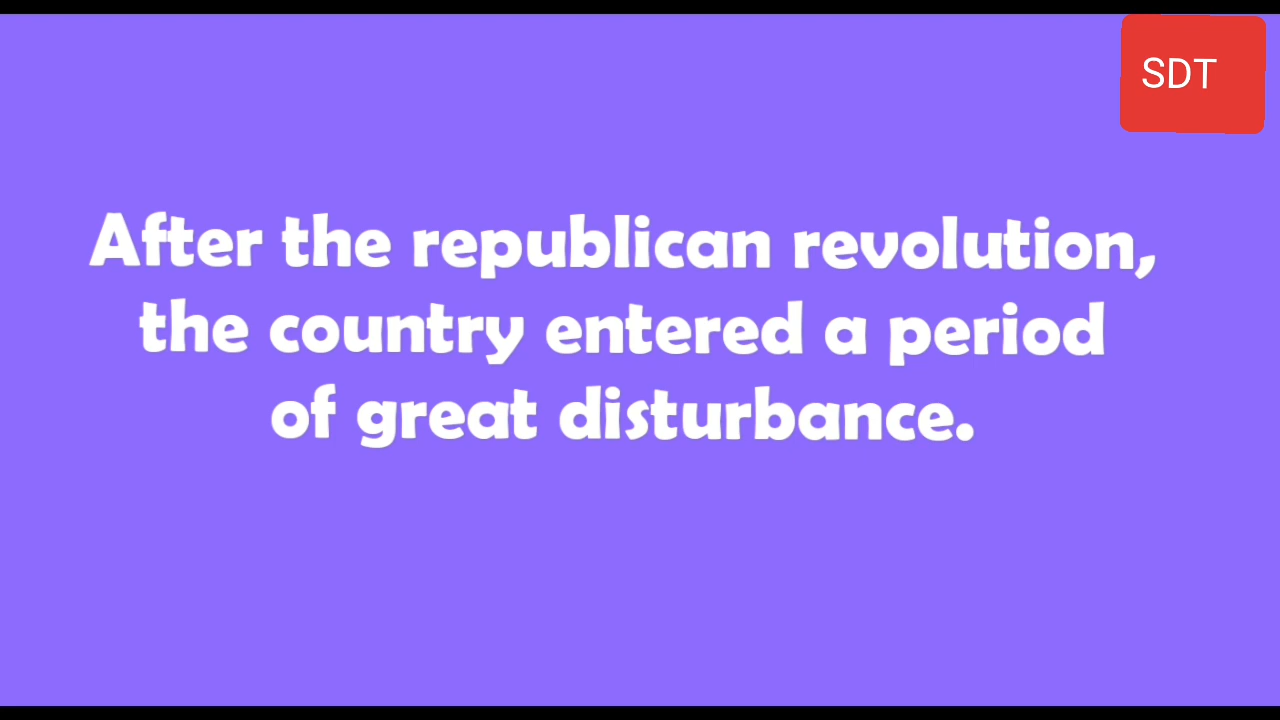 SDT
After the republican revolution,
the country entered a period
of great disturbance.